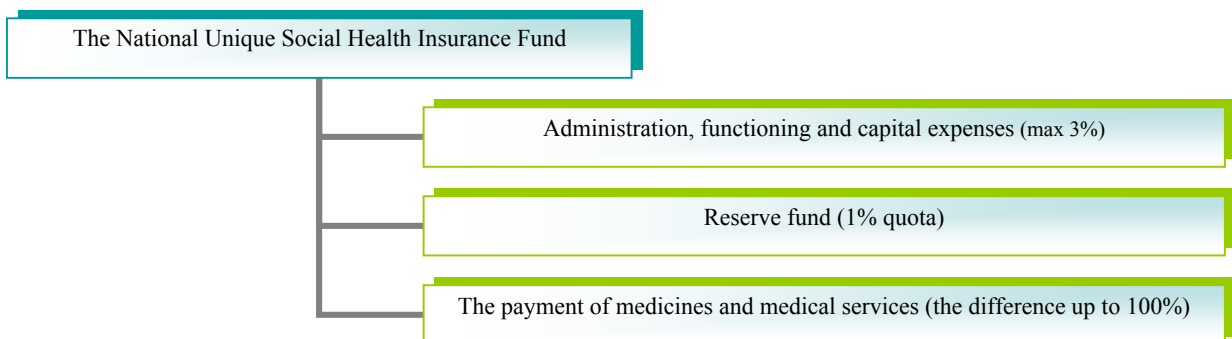 The National Unique Social Health Insurance Fund
Administration, functioning and capital expenses (max 3%)
Reserve fund (1% quota)
The payment of medicines and medical services (the difference up to 100%)